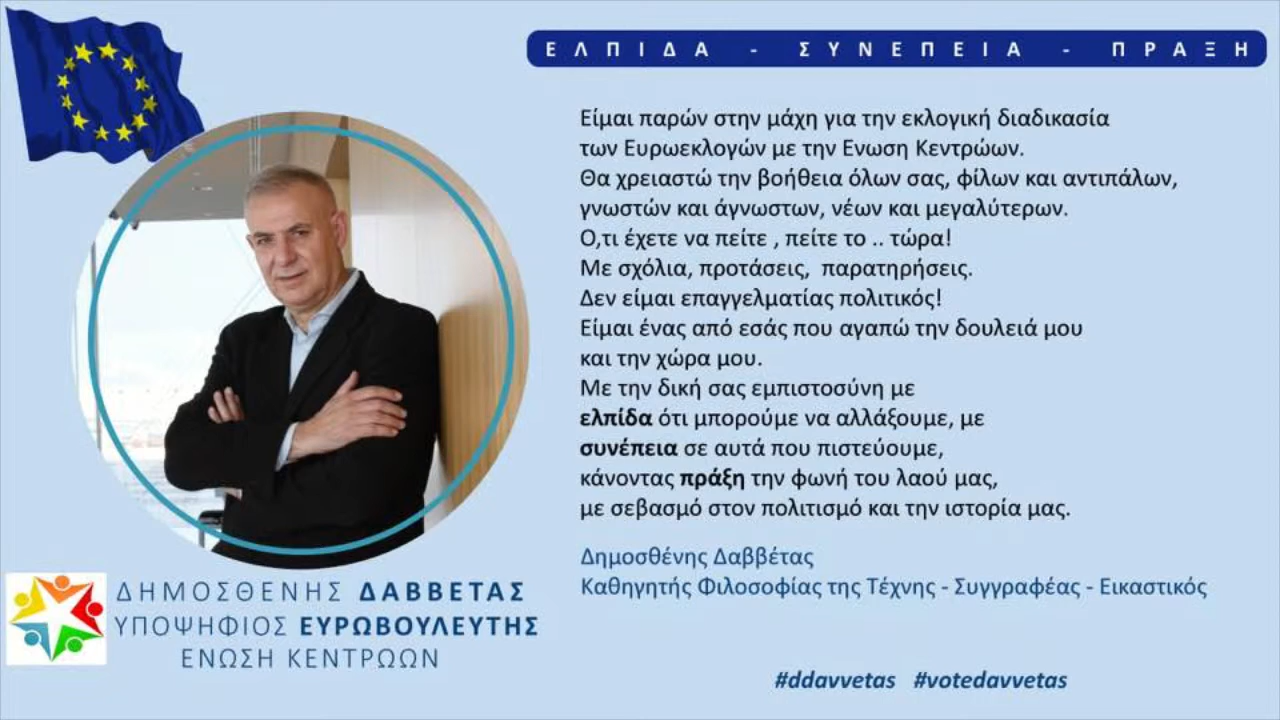 ΕΛΠΙΔΑ - ΣΥΝΕΠΕΙΑ - ΠΡΑΞΗ
Είμαι παρών στην μάχη για την εκλογική διαδικασία
των Ευρωεκλογών με την Ενωση Κεντρώων.
Θα χρειαστώ την βοήθεια όλων σας, φίλων και αντιπάλων,
γνωστών και άγνωστων, νέων και μεγαλύτερων.
Ο,τι έχετε να πείτε , πείτε το .. τώρα!
Με σχόλια, προτάσεις, παρατηρήσεις.
Δεν είμαι επαγγελματίας πολιτικός!
Είμαι ένας από εσάς που αγαπώ την δουλειά μου
και την χώρα μου.
Με την δική σας εμπιστοσύνη με
ελπίδα ότι μπορούμε να αλλάξουμε, με
συνέπεια σε αυτά που πιστεύουμε,
κάνοντας πράξη την φωνή του λαού μας,
με σεβασμό στον πολιτισμό και την ιστορία μας.
Δημοσθένης Δαββέτας
Καθηγητής Φιλοσοφίας της Τέχνης - Συγγραφέας - Εικαστικός
ΔΗΜΟΣΘΕΝΗΣ ΔΑΒΒΕΤΑΣ
ΥΠΟΨΗΦΙΟΣ ΕΥΡΩΒΟΥΛΕΥΤΗΣ
ΕΝΩΣΗ ΚΕΝΤΡΩΩΝ
#ddavvetas #votedavvetas